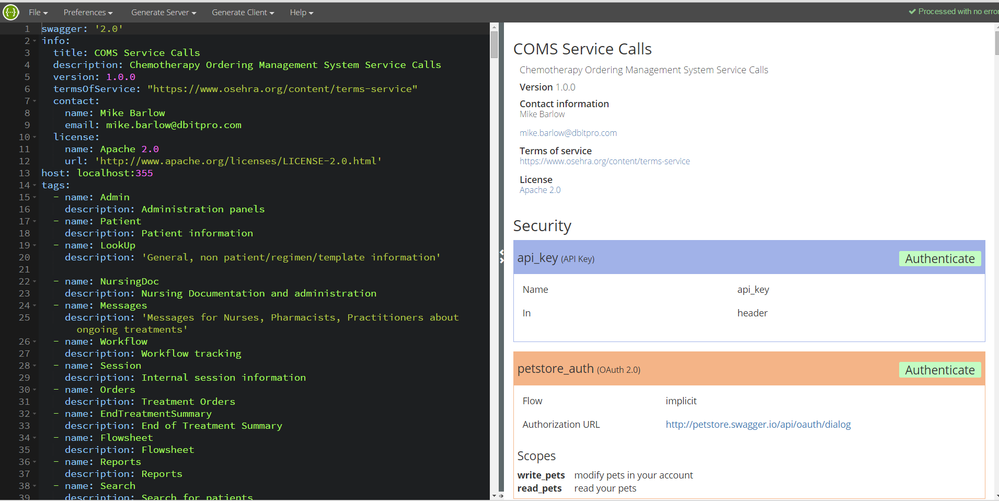 File Preferences Generate Server Generate Client Help Processed with no error
1 swagger: '2.0'
2 info:
3 title: COMS Service Calls
4 description: Chemotherapy Ordering Management System Service Calls
5 version: 1.0.0
6 termsOfService: "https://www.osehra.org/content/terms-service"
7 contact:
8 name: Mike Barlow
9 email: mike.barlow@dbitpro.com
10 license:
11 name: Apache 2.0
12 url: 'http://www.apache.org/licenses/LICENSE-2.0.html'
13 host: localhost:355
14 tags:
15 - name: Admin
16 description: Administration panels
17 - name: Patient
18 description: Patient information
19 - name: LookUp
20 description: 'General, non patient/regimen/template information'
21
22 - name: NursingDoc
23 description: Nursing Documentation and administration
24 - name: Messages
25 description: 'Messages for Nurses, Pharmacists, Practitioners about
ongoing treatments'
26 - name: Workflow
27 description: Workflow tracking
28 - name: Session
29 description: Internal session information
30 - name: Orders
31 description: Treatment Orders
32 - name: EndTreatmentSummary
33 description: End of Treatment Summary
34 - name: Flowsheet
35 description: Flowsheet
36 - name: Reports
37 description: Reports
38 - name: Search
39 description: Search for patients
COMS Service Calls
Chemotherapy Ordering Management System Service Calls
Version 1.0.0
Contact information
Mike Barlow
mike.barlow@dbitpro.com
Terms of service
https://www.osehra.org/content/terms-service
License
Apache 2.0
Security
api_key (API Key) Authenticate
Name api_key
In header
petstore_auth (OAuth 2.0) Authenticate
Flow implicit
Authorization URL http://petstore.swagger.io/api/oauth/dialog
Scopes
write_pets modify pets in your account
read_pets read your pets